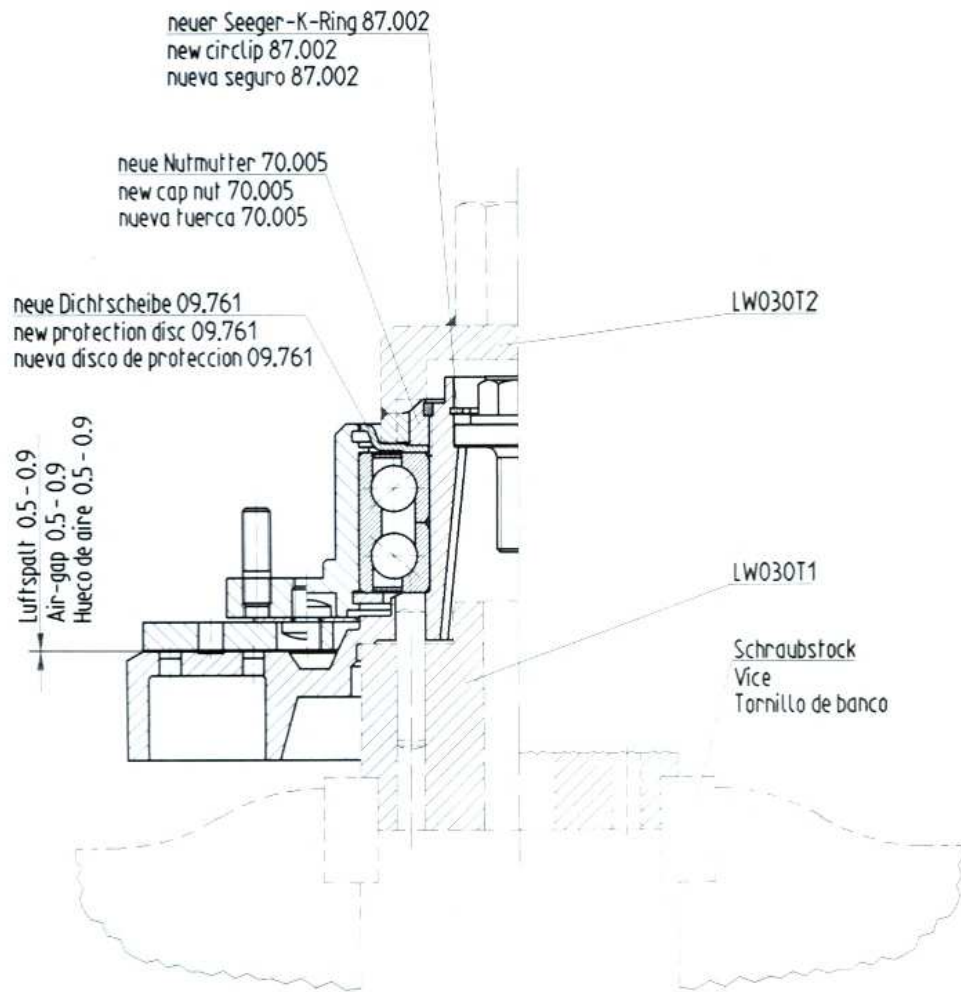 neuer Seeger-K-Ring 87.002
new circlip 87.002
nueva seguro 87.002
neue Nutmutter 70.005
new cap nut 70.005
nueva tuerca 70.005
neue Dichtscheibe 09.761
new protection disc 09.761
nueva disco de proteccion 09.761
LW030T2
Luftspalt 0.5 - 0.9
Air-gap 0.5 - 0.9
Hueco de aire 0.5 - 0.9
LW030T1
Schraubstock
Vice
Tornillo de banco